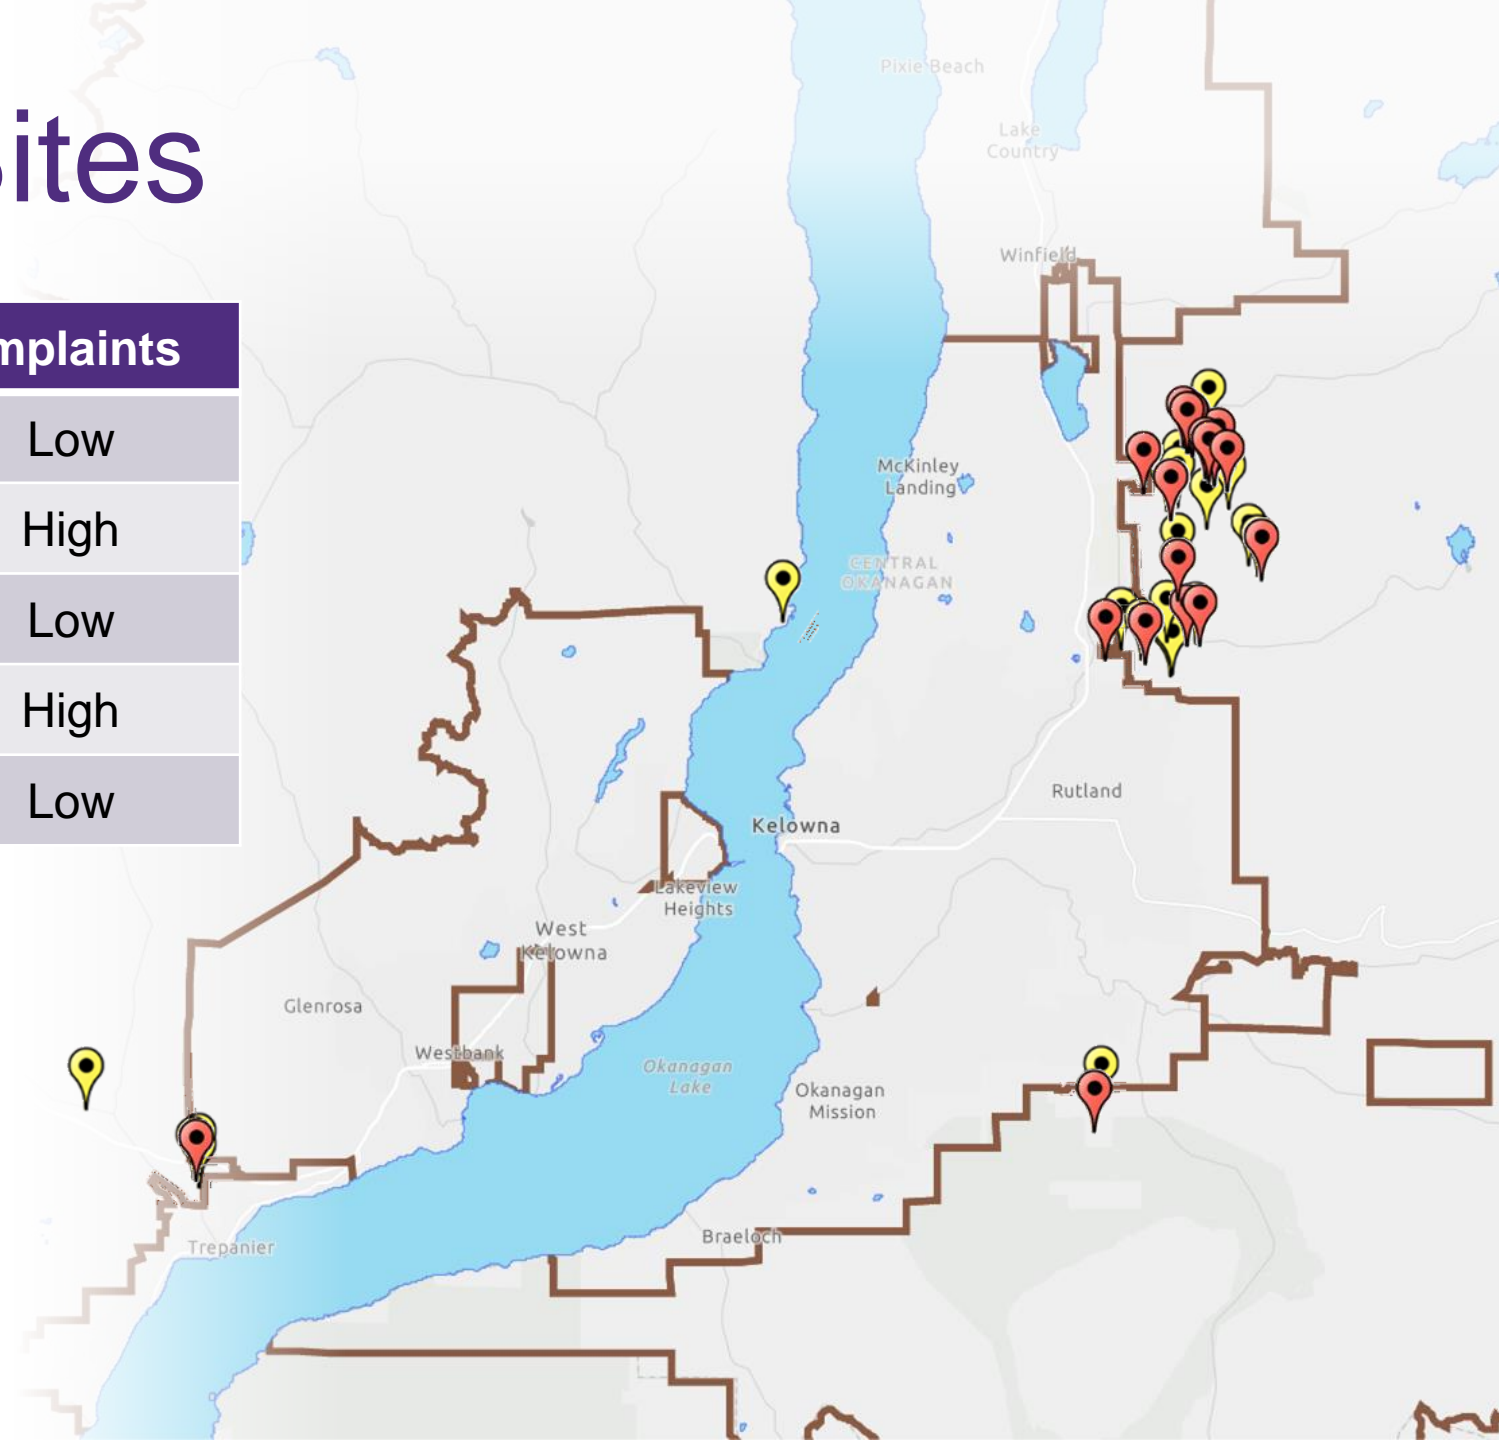 ites
mplaints
Low
High
Low
High
Low
Pixie Beach
Lake
Country
Winfield
McKinley
Landing
CENTRAL
OKANAGAN
Rutland
Kelowna
Lakeview
Heights
West
Kelowna
Glenrosa
Westbank
Okanagan
Lake
Okanagan
Mission
Braeloch
Trepanier